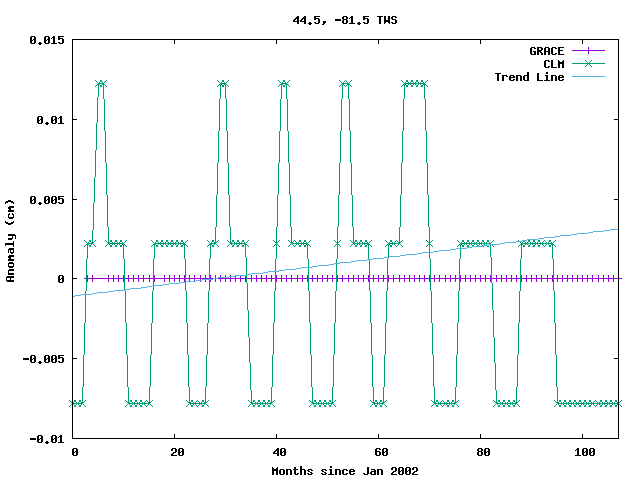 44.5, -81.5 TWS
GRACE
CLM
Trend Line
0.015
0.01
0.005
0
-0.005
-0.01
Anomaly (cm)
0 20 40 60 80 100
Months since Jan 2002